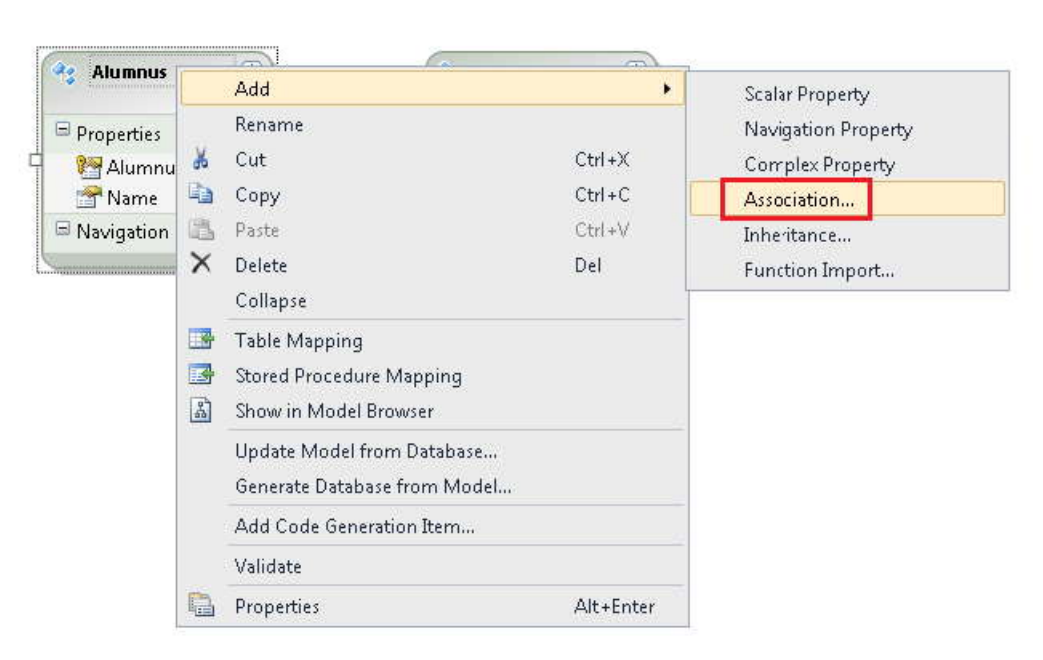 Alumnus
Properties
Alumnu
Name
Navigation
Add
Rename
Cut Ctrl+X
Copy Ctrl+C
Paste Ctrl+V
Delete Del
Collapse
Table Mapping
Stored Procedure Mapping
Show in Model Browser
Update Model from Database...
Generate Database from Model...
Add Code Generation Item...
Validate
Properties Alt+Enter
Scalar Property
Navigation Property
Complex Property
Association...
Inheritance...
Function Import...